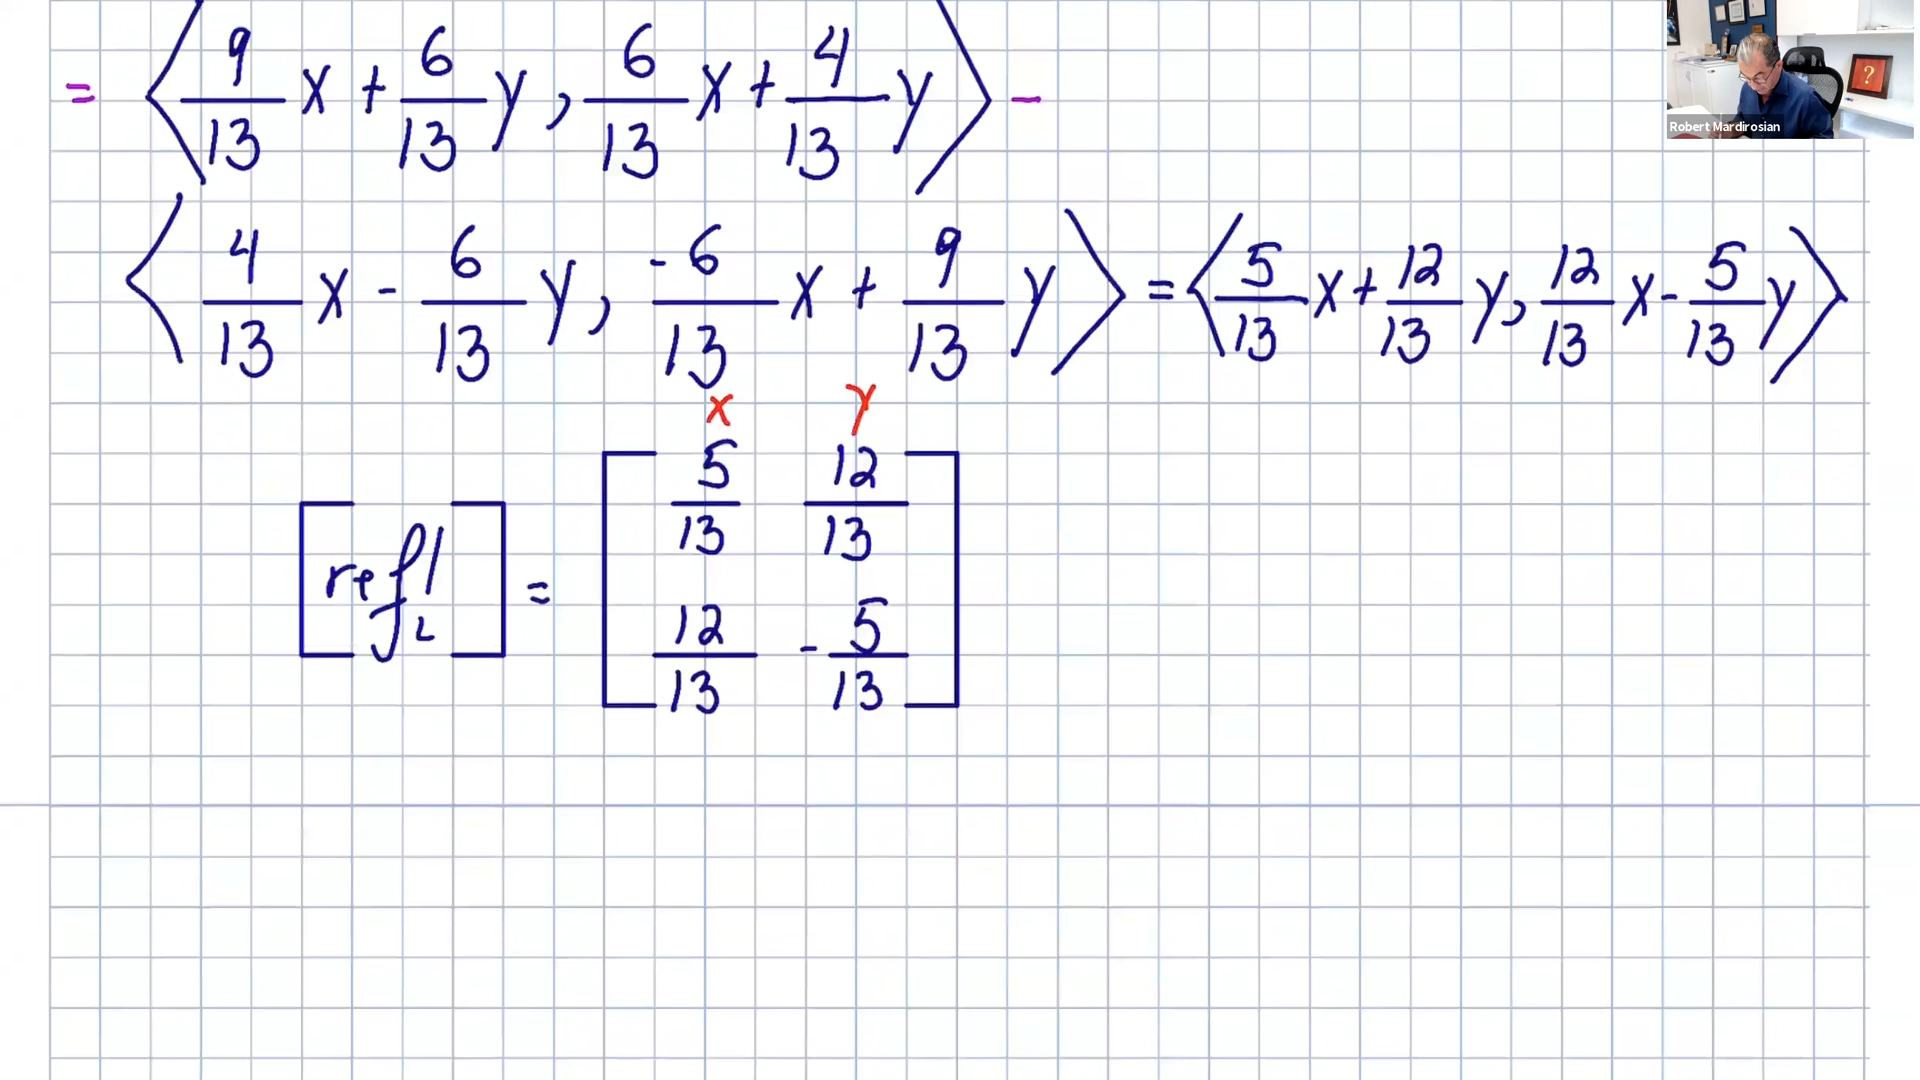 = ⟨9/13 x + 6/13 y, 6/13 x + 4/13 y⟩ -
⟨4/13 x - 6/13 y, -6/13 x + 9/13 y⟩ = ⟨5/13 x + 12/13 y, 12/13 x - 5/13 y⟩
x y
[refl_L] = [5/13 12/13
12/13 -5/13]
?
Robert Mardirosian